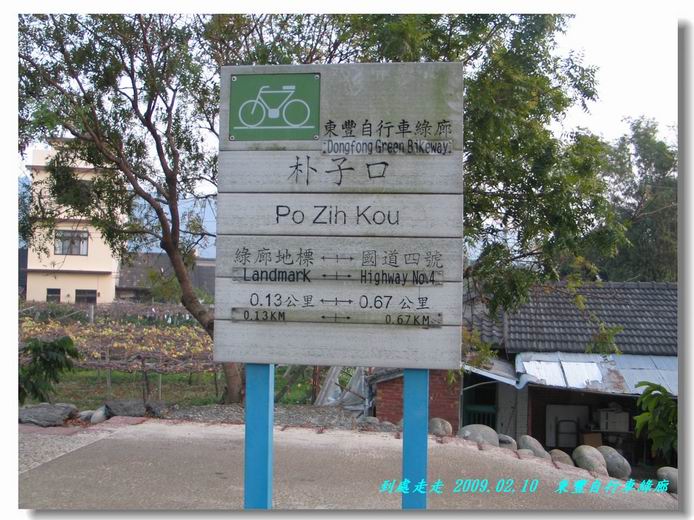 東豐自行車綠廊
Dongfong Green Bikeway
朴子口
Po Zih Kou
綠廊地標 ←┼→ 國道四號
Landmark ←┼→ Highway No.4
0.13公里 ←┼→ 0.67公里
0.13KM ←┼→ 0.67KM
到處走走 2009.02.10 東豐自行車綠廊